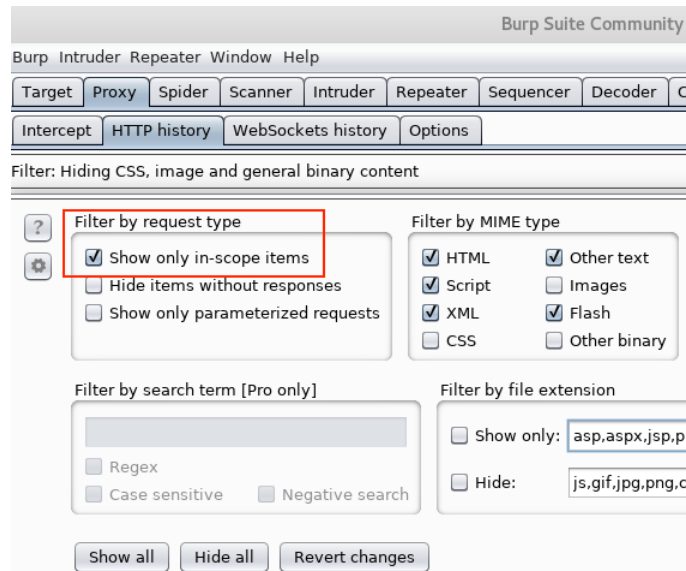 Burp Suite Community
Burp Intruder Repeater Window Help
Target Proxy Spider Scanner Intruder Repeater Sequencer Decoder C
Intercept HTTP history WebSockets history Options
Filter: Hiding CSS, image and general binary content
?
Filter by request type
Show only in-scope items
Hide items without responses
Show only parameterized requests
Filter by MIME type
HTML Other text
Script Images
XML Flash
CSS Other binary
Filter by search term [Pro only]
Regex
Case sensitive Negative search
Filter by file extension
Show only: asp,aspx,jsp,p
Hide: js,gif,jpg,png,c
Show all Hide all Revert changes